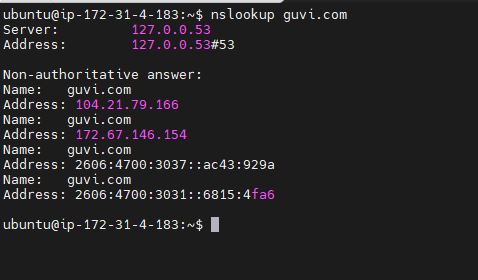 ubuntu@ip-172-31-4-183:~$ nslookup guvi.com
Server: 127.0.0.53
Address: 127.0.0.53#53
Non-authoritative answer:
Name: guvi.com
Address: 104.21.79.166
Name: guvi.com
Address: 172.67.146.154
Name: guvi.com
Address: 2606:4700:3037::ac43:929a
Name: guvi.com
Address: 2606:4700:3031::6815:4fa6
ubuntu@ip-172-31-4-183:~$